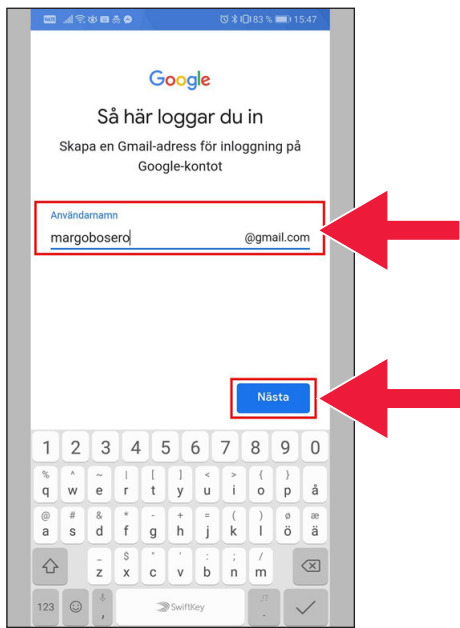 83 % 15:47
Google
Så här loggar du in
Skapa en Gmail-adress för inloggning på
Google-kontot
Användarnamn
margobosero @gmail.com
Nästa
1 2 3 4 5 6 7 8 9 0
% ^ ~ | [ ] < > { }
q w e r t y u i o p å
@ # & * - + = ( ) ø æ
a s d f g h j k l ö ä
_ $ " ' : ; /
z x c v b n m
123 , SwiftKey .